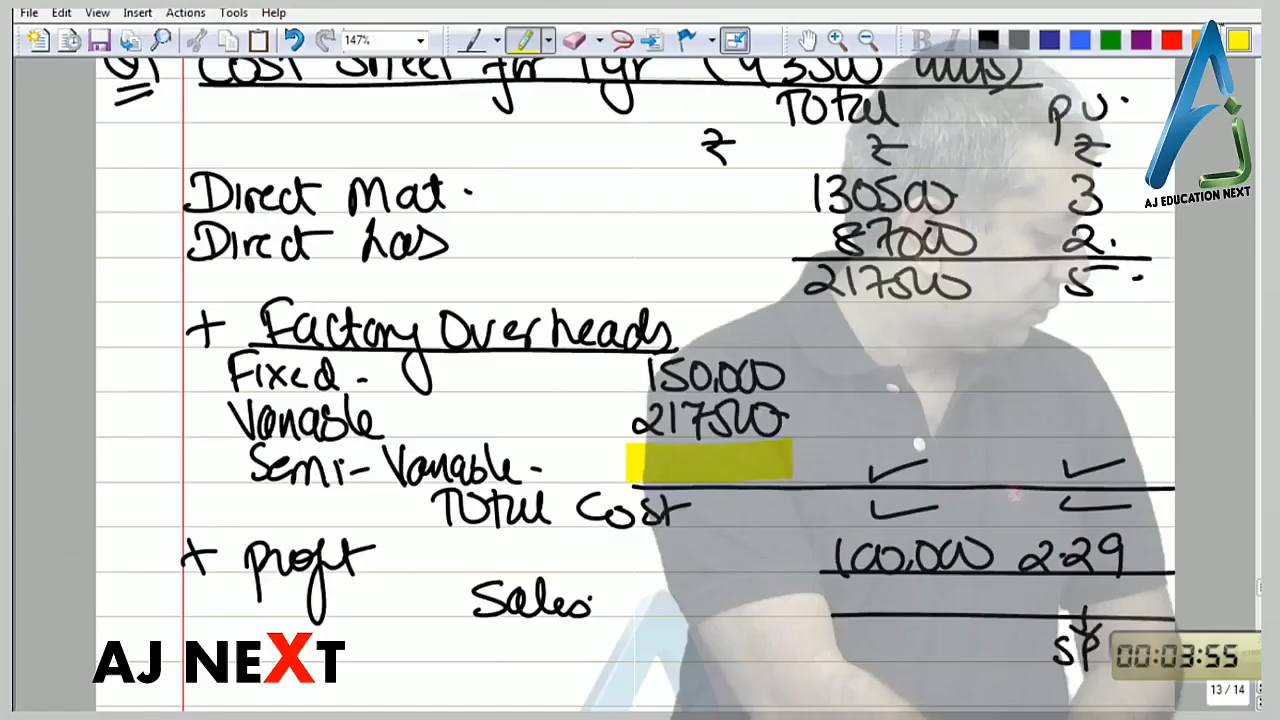 File Edit View Insert Actions Tools Help
147%
B I
Q1 Cost Sheet for 1yr (43500 units)
Total P U.
₹ ₹ ₹
Direct Mat. 130500 3
Direct Lab 87000 2.
217500 5
+ Factory Overheads
Fixed - 150,000
Variable 217500
Semi-Variable -
Total Cost
+ profit 100,000 2.29
Sales
SP
AJ EDUCATION NEXT
AJ NEXT
00:03:55
13 / 14